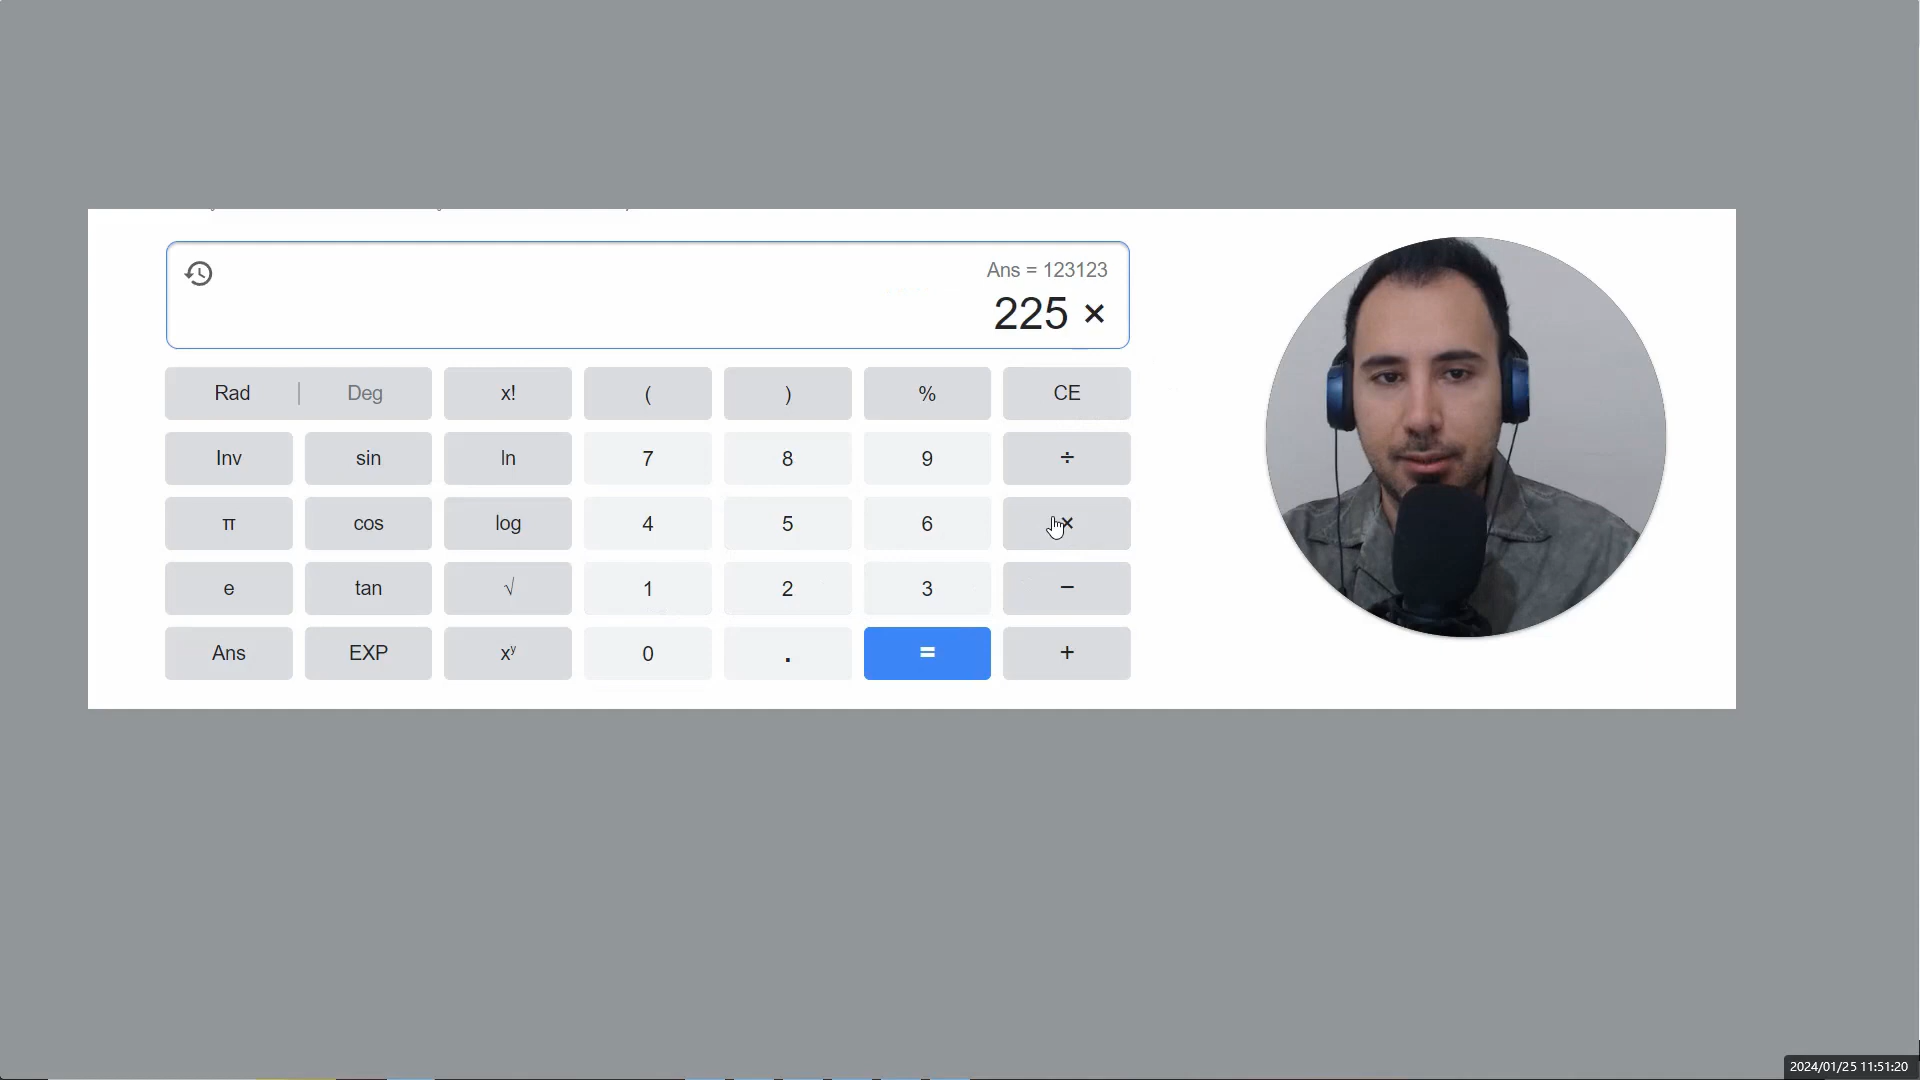 Ans = 123123
225 ×
Rad | Deg x! ( ) % CE
Inv sin ln 7 8 9 ÷
π cos log 4 5 6 ×
e tan √ 1 2 3 −
Ans EXP xʸ 0 . = +
2024/01/25 11:51:20